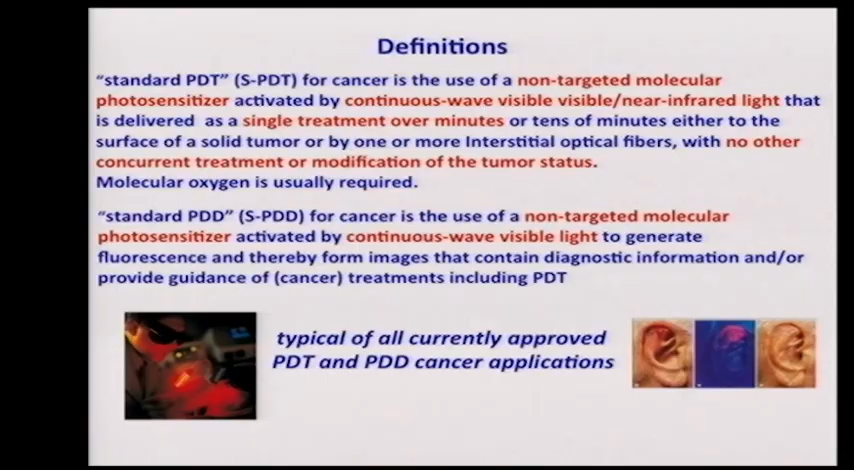 Definitions
"standard PDT" (S-PDT) for cancer is the use of a non-targeted molecular
photosensitizer activated by continuous-wave visible visible/near-infrared light that
is delivered as a single treatment over minutes or tens of minutes either to the
surface of a solid tumor or by one or more Interstitial optical fibers, with no other
concurrent treatment or modification of the tumor status.
Molecular oxygen is usually required.
"standard PDD" (S-PDD) for cancer is the use of a non-targeted molecular
photosensitizer activated by continuous-wave visible light to generate
fluorescence and thereby form images that contain diagnostic information and/or
provide guidance of (cancer) treatments including PDT
typical of all currently approved
PDT and PDD cancer applications